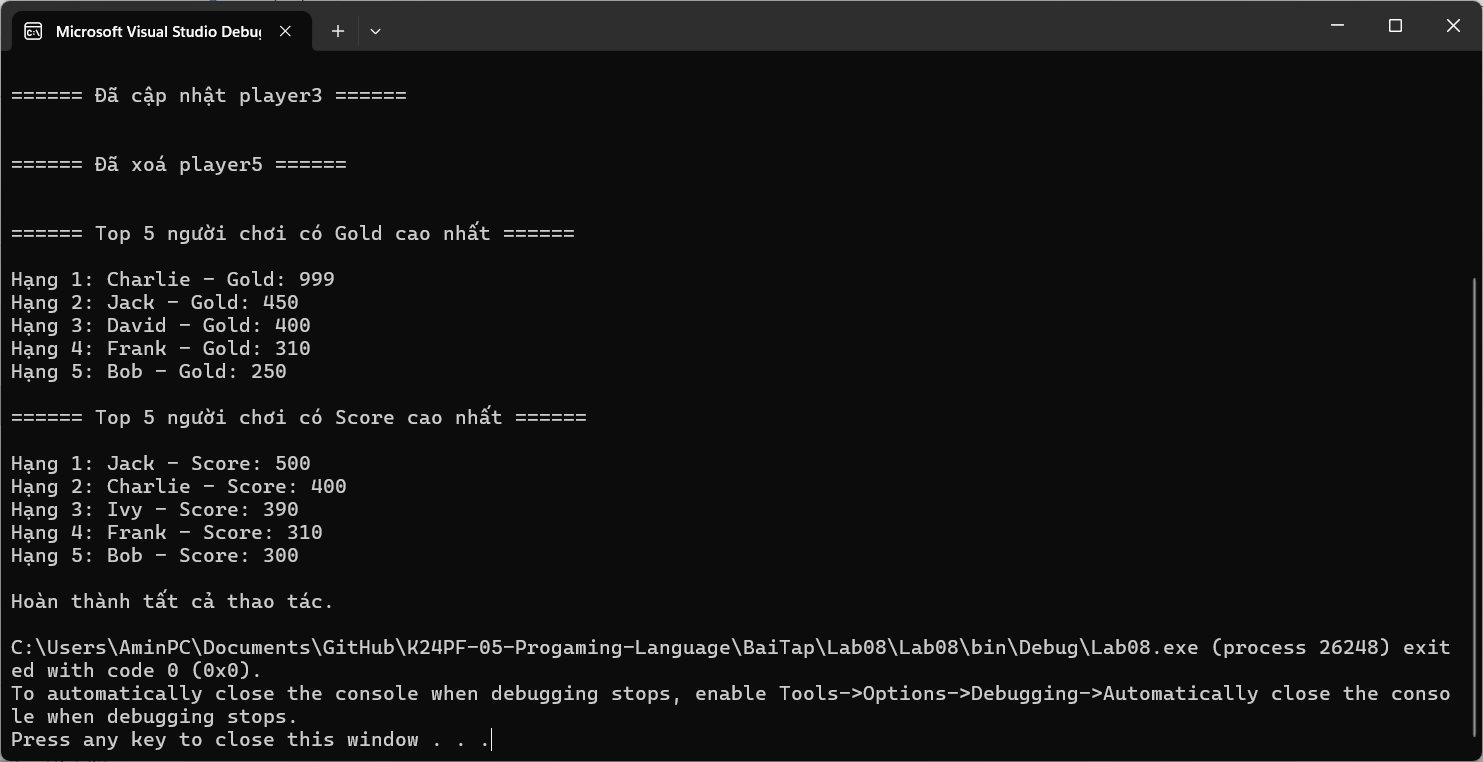 Microsoft Visual Studio Debu
====== Đã cập nhật player3 ======
====== Đã xoá player5 ======
====== Top 5 người chơi có Gold cao nhất ======
Hạng 1: Charlie - Gold: 999
Hạng 2: Jack - Gold: 450
Hạng 3: David - Gold: 400
Hạng 4: Frank - Gold: 310
Hạng 5: Bob - Gold: 250
====== Top 5 người chơi có Score cao nhất ======
Hạng 1: Jack - Score: 500
Hạng 2: Charlie - Score: 400
Hạng 3: Ivy - Score: 390
Hạng 4: Frank - Score: 310
Hạng 5: Bob - Score: 300
Hoàn thành tất cả thao tác.
C:\Users\AminPC\Documents\GitHub\K24PF-05-Progaming-Language\BaiTap\Lab08\Lab08\bin\Debug\Lab08.exe (process 26248) exit
ed with code 0 (0x0).
To automatically close the console when debugging stops, enable Tools->Options->Debugging->Automatically close the conso
le when debugging stops.
Press any key to close this window . . .